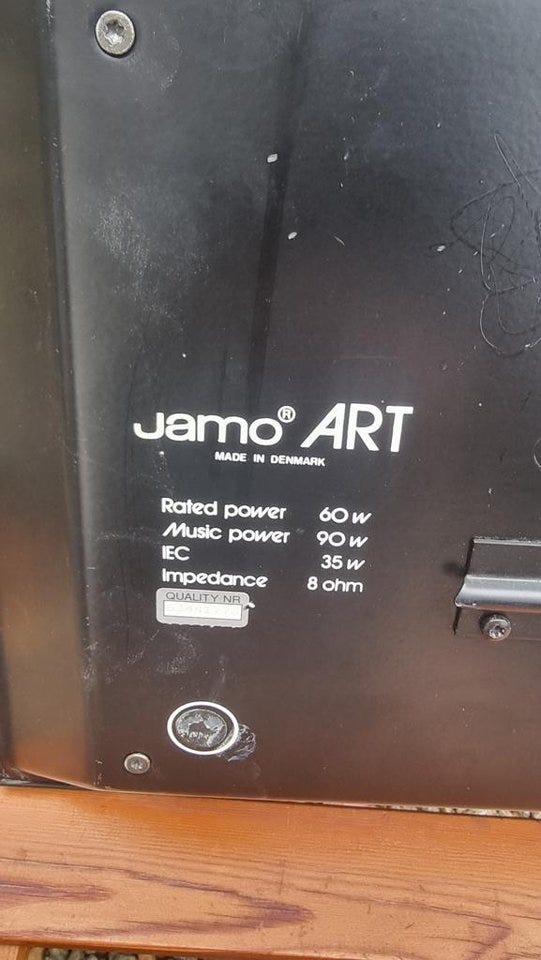 Jamo® ART
MADE IN DENMARK
Rated power 60 w
Music power 90 w
IEC 35 w
Impedance 8 ohm
QUALITY NR